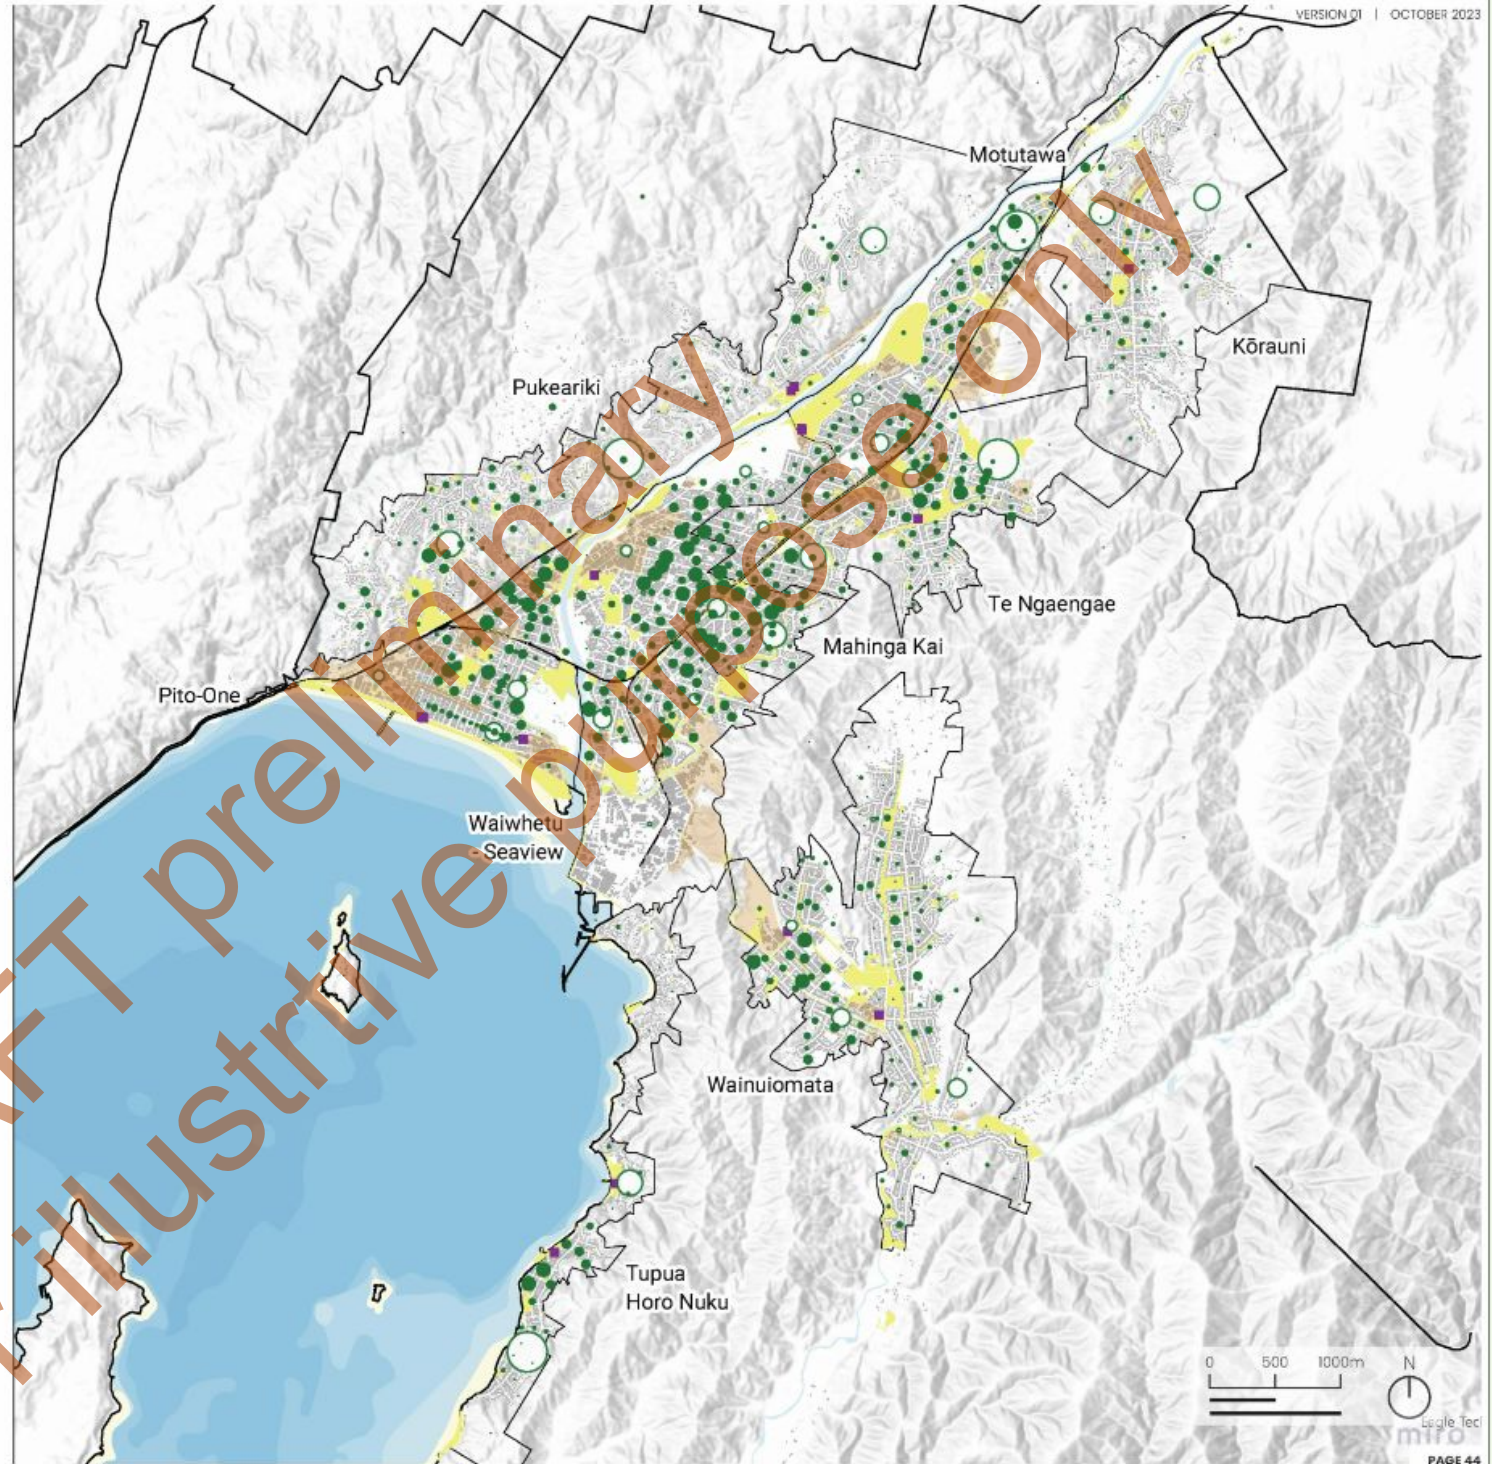 VERSION 01 | OCTOBER 2023
Motutawa
Kōrauni
Pukeariki
Te Ngaengae
Mahinga Kai
Pito-One
Waiwhetu
- Seaview
Wainuiomata
Tupua
Horo Nuku
preliminary
illustrtive purpose only
0 500 1000m N
miro
PAGE 44